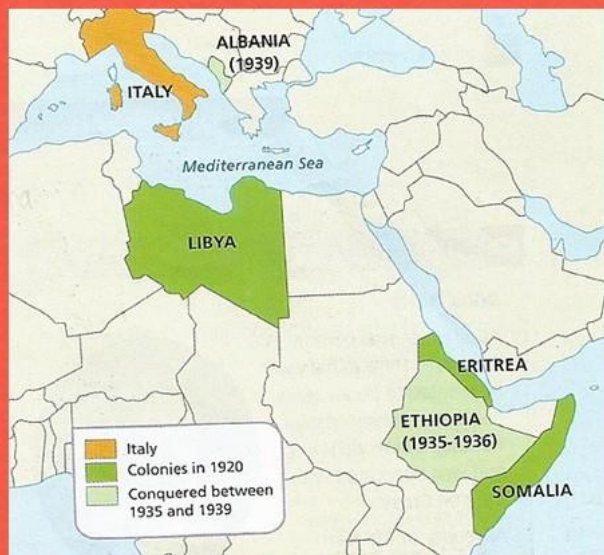 ALBANIA
(1939)
ITALY
Mediterranean Sea
LIBYA
ERITREA
ETHIOPIA
(1935-1936)
SOMALIA
Italy
Colonies in 1920
Conquered between
1935 and 1939